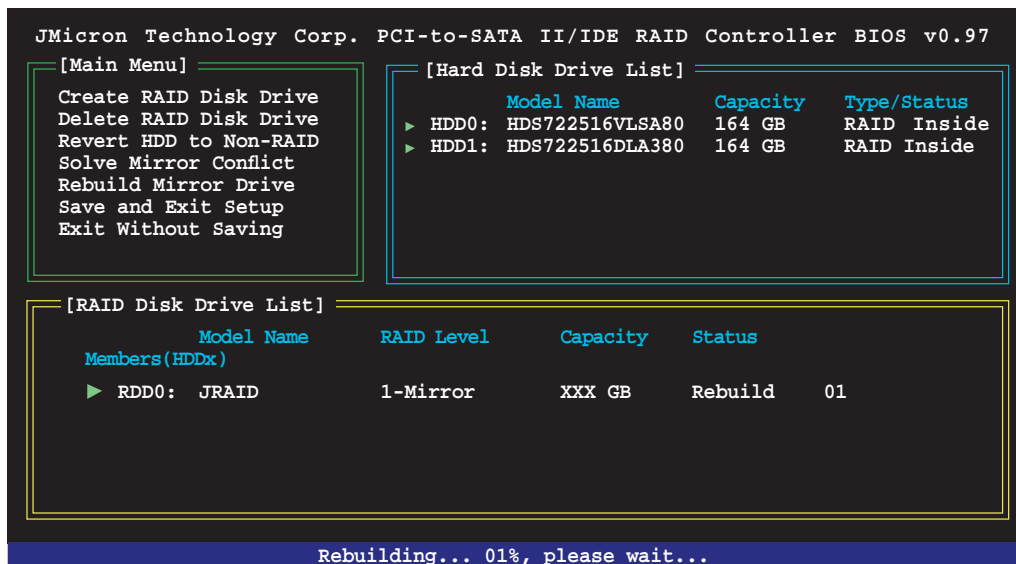 JMicron Technology Corp. PCI-to-SATA II/IDE RAID Controller BIOS v0.97
[Main Menu]
Create RAID Disk Drive
Delete RAID Disk Drive
Revert HDD to Non-RAID
Solve Mirror Conflict
Rebuild Mirror Drive
Save and Exit Setup
Exit Without Saving
[Hard Disk Drive List]
Model Name Capacity Type/Status
HDD0: HDS722516VLSA80 164 GB RAID Inside
HDD1: HDS722516DLA380 164 GB RAID Inside
[RAID Disk Drive List]
Model Name RAID Level Capacity Status
Members(HDDx)
RDD0: JRAID 1-Mirror XXX GB Rebuild 01
Rebuilding... 01%, please wait...